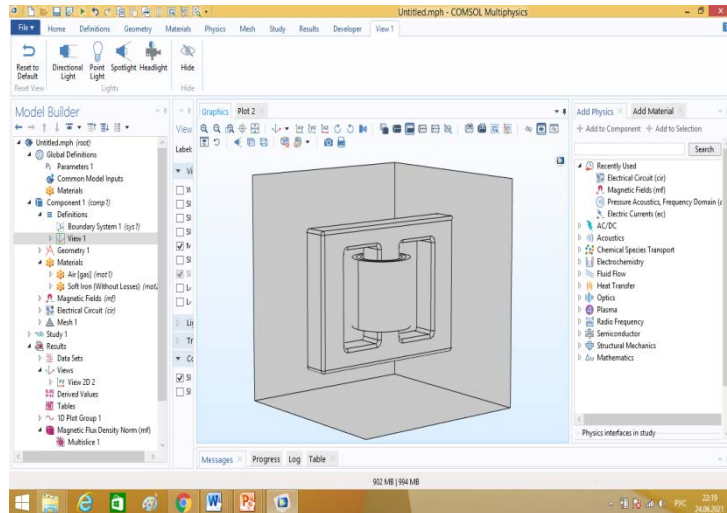 Untitled.mph - COMSOL Multiphysics
File Home Definitions Geometry Materials Physics Mesh Study Results Developer View 1
Reset to Default
Directional Light
Point Light
Spotlight
Headlight
Hide
Reset View
Lights
Hide
Model Builder
Untitled.mph (root)
Global Definitions
Pi Parameters 1
Common Model Inputs
Materials
Component 1 (comp1)
Definitions
Boundary System 1 (sys1)
View 1
Geometry 1
Materials
Air [gas] (mat1)
Soft Iron (Without Losses) (mat
Magnetic Fields (mf)
Electrical Circuit (cir)
Mesh 1
Study 1
Results
Data Sets
Views
View 2D 2
Derived Values
Tables
1D Plot Group 1
Magnetic Flux Density Norm (mf)
Multislice 1
View
Label:
Graphics Plot 2
Messages Progress Log Table
Add Physics Add Material
+ Add to Component + Add to Selection
Search
Recently Used
Electrical Circuit (cir)
Magnetic Fields (mf)
Pressure Acoustics, Frequency Domain (a
Electric Currents (ec)
AC/DC
Acoustics
Chemical Species Transport
Electrochemistry
Fluid Flow
Heat Transfer
Optics
Plasma
Radio Frequency
Semiconductor
Structural Mechanics
Δu Mathematics
Physics interfaces in study
902 MB | 994 MB
РУС
22:19
24.06.2021